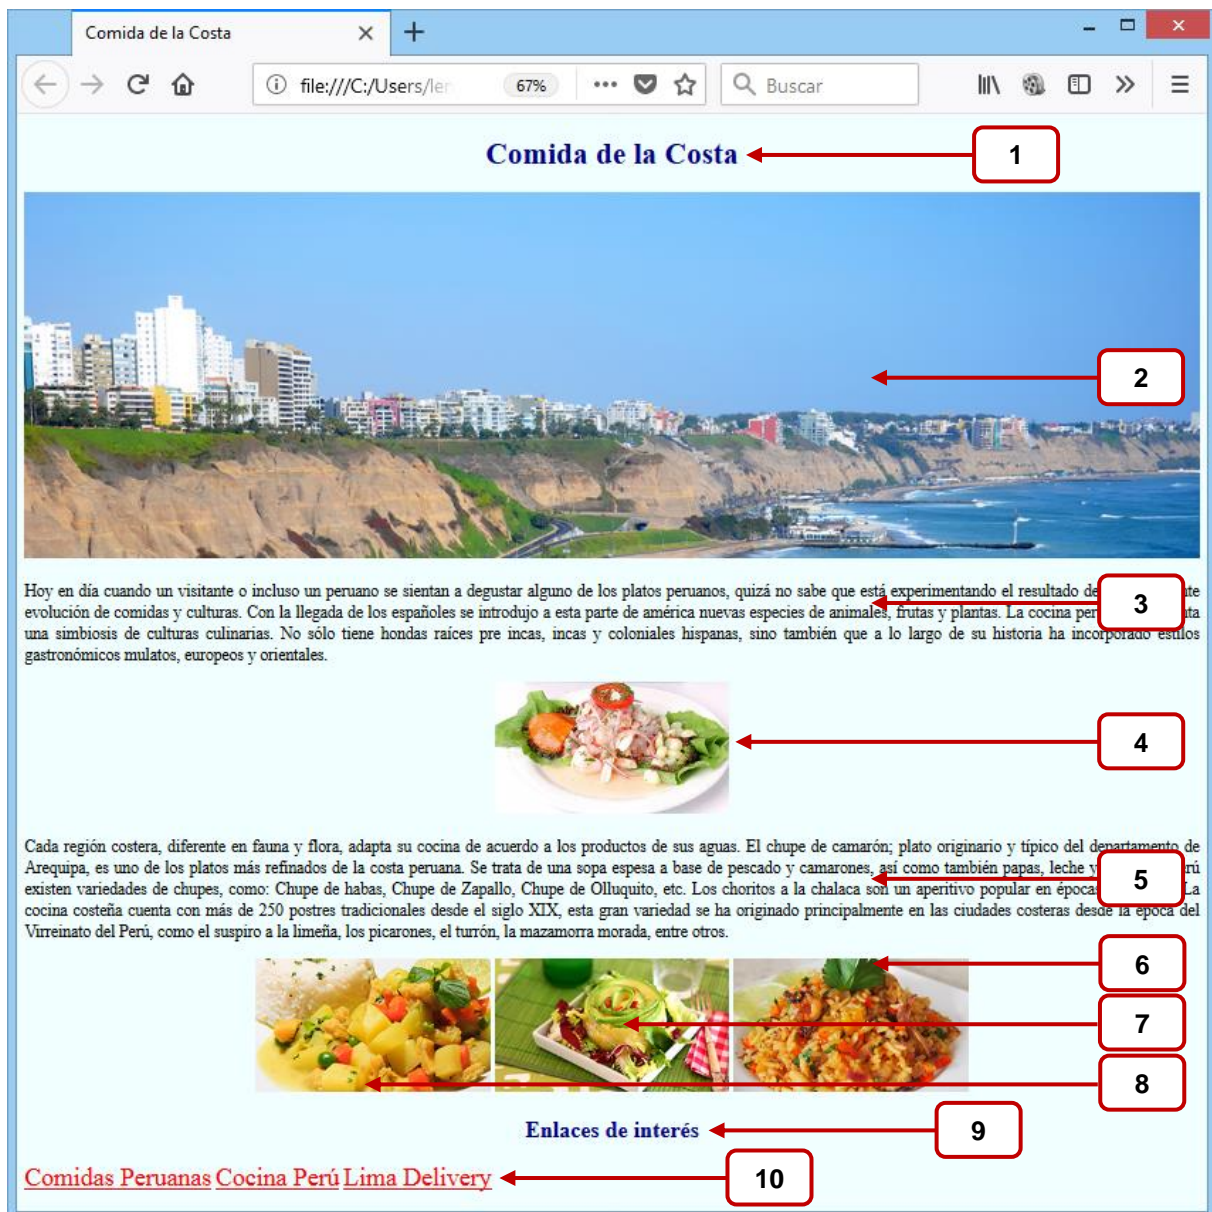 Comida de la Costa
file:///C:/Users/ler
67%
Buscar
Comida de la Costa
1
2
Hoy en día cuando un visitante o incluso un peruano se sientan a degustar alguno de los platos peruanos, quizá no sabe que está experimentando el resultado de
evolución de comidas y culturas. Con la llegada de los españoles se introdujo a esta parte de américa nuevas especies de animales, frutas y plantas. La cocina
una simbiosis de culturas culinarias. No sólo tiene hondas raíces pre incas, incas y coloniales hispanas, sino también que a lo largo de su historia ha incorporado estilos
gastronómicos mulatos, europeos y orientales.
3
4
Cada región costera, diferente en fauna y flora, adapta su cocina de acuerdo a los productos de sus aguas. El chupe de camarón; plato originario y típico del departamento de
Arequipa, es uno de los platos más refinados de la costa peruana. Se trata de una sopa espesa a base de pescado y camarones, así como también papas, leche y
existen variedades de chupes, como: Chupe de habas, Chupe de Zapallo, Chupe de Olluquito, etc. Los choritos a la chalaca son un aperitivo popular en épocas La
cocina costeña cuenta con más de 250 postres tradicionales desde el siglo XIX, esta gran variedad se ha originado principalmente en las ciudades costeras desde la época del
Virreinato del Perú, como el suspiro a la limeña, los picarones, el turrón, la mazamorra morada, entre otros.
5
6
7
8
Enlaces de interés
9
Comidas Peruanas Cocina Perú Lima Delivery
10